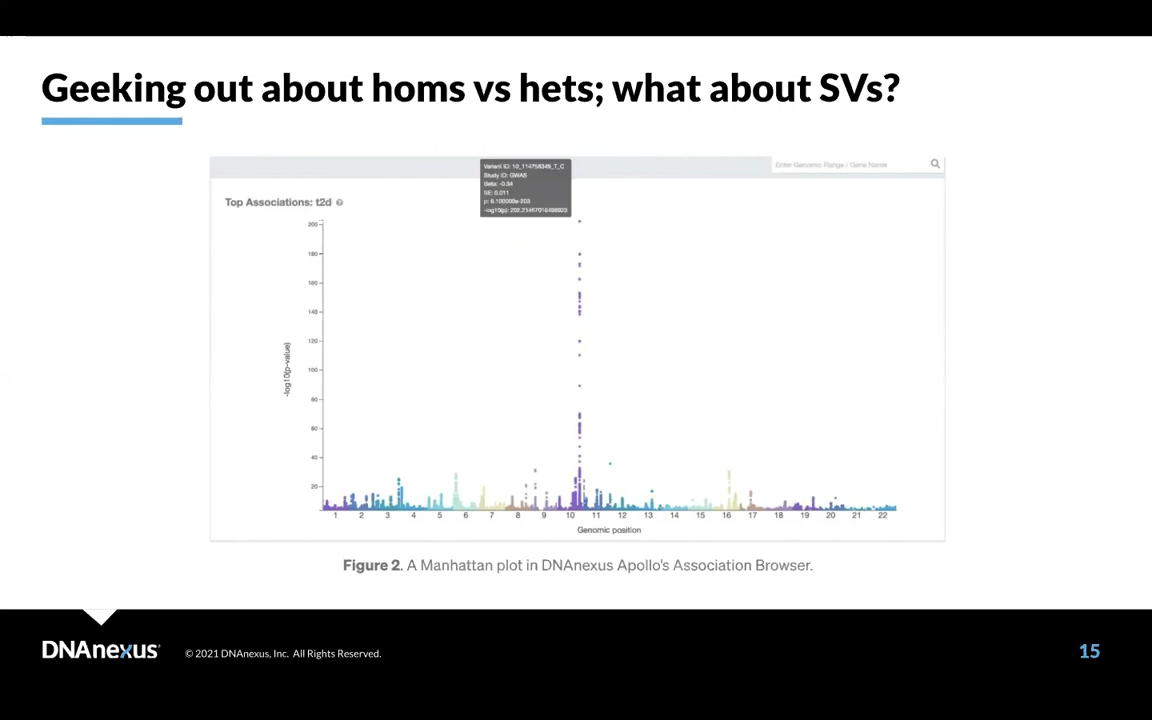 Geeking out about homs vs hets; what about SVs?
Variant ID: 10_114758349_T_C
Study ID: GWAS
Beta: -0.34
SE: 0.011
p: 6.100000e-203
Enter Genomic Range / Gene Name
Top Associations: t2d
200
180
160
140
120
100
80
60
40
20
-log10(p-value)
1 2 3 4 5 6 7 8 9 10 11 12 13 14 15 16 17 18 19 20 21 22
Genomic position
Figure 2. A Manhattan plot in DNAnexus Apollo's Association Browser.
DNAnexus
© 2021 DNAnexus, Inc. All Rights Reserved.
15